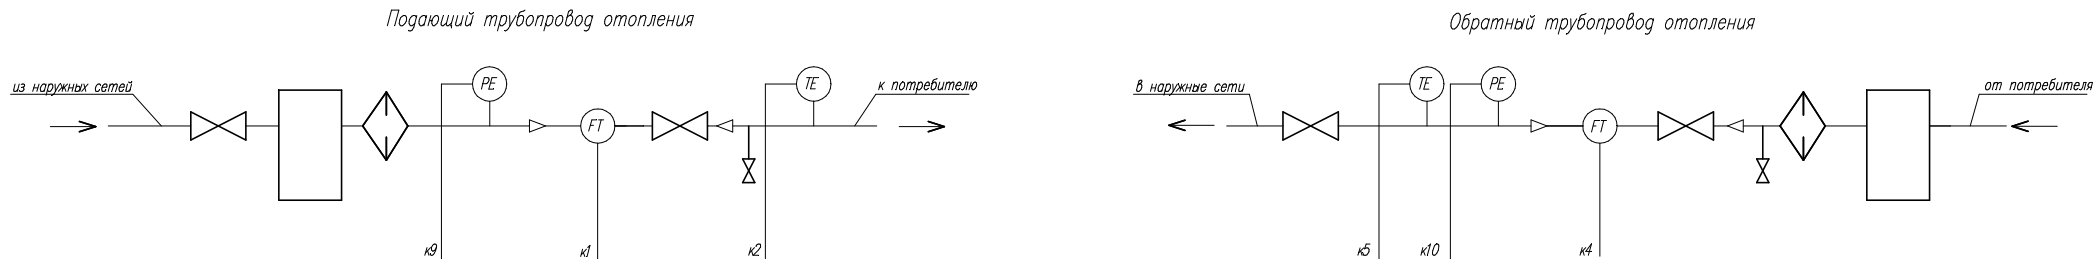 Подающий трубопровод отопления
Обратный трубопровод отопления
из наружных сетей
PE
TE
к потребителю
FT
к9
к1
к2
в наружные сети
TE
PE
от потребителя
FT
к5
к10
к4